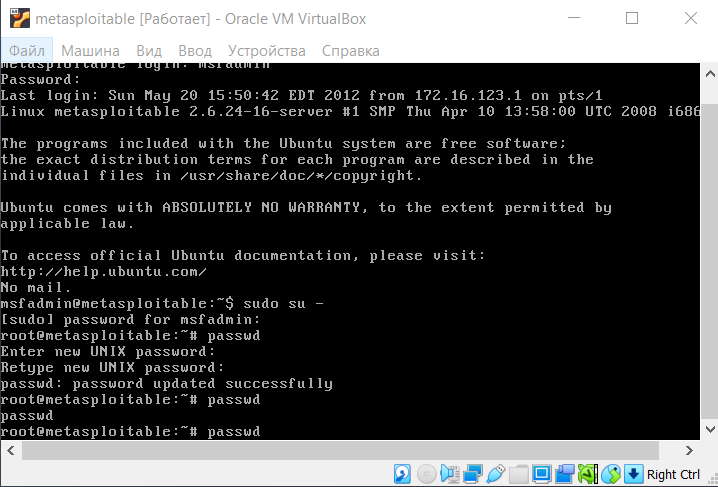 metasploitable [Работает] - Oracle VM VirtualBox
Файл Машина Вид Ввод Устройства Справка
metasploitable login: msfadmin
Password:
Last login: Sun May 20 15:50:42 EDT 2012 from 172.16.123.1 on pts/1
Linux metasploitable 2.6.24-16-server #1 SMP Thu Apr 10 13:58:00 UTC 2008 i686
The programs included with the Ubuntu system are free software;
the exact distribution terms for each program are described in the
individual files in /usr/share/doc/*/copyright.
Ubuntu comes with ABSOLUTELY NO WARRANTY, to the extent permitted by
applicable law.
To access official Ubuntu documentation, please visit:
http://help.ubuntu.com/
No mail.
msfadmin@metasploitable:~$ sudo su -
[sudo] password for msfadmin:
root@metasploitable:~# passwd
Enter new UNIX password:
Retype new UNIX password:
passwd: password updated successfully
root@metasploitable:~# passwd
passwd
root@metasploitable:~# passwd
Right Ctrl